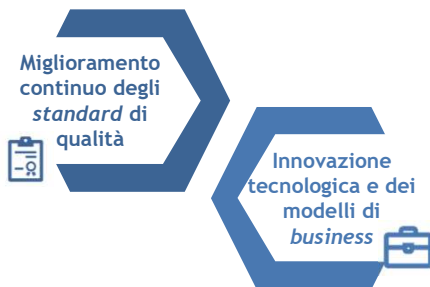 Miglioramento
continuo degli
standard di
qualità
Innovazione
tecnologica e dei
modelli di
business